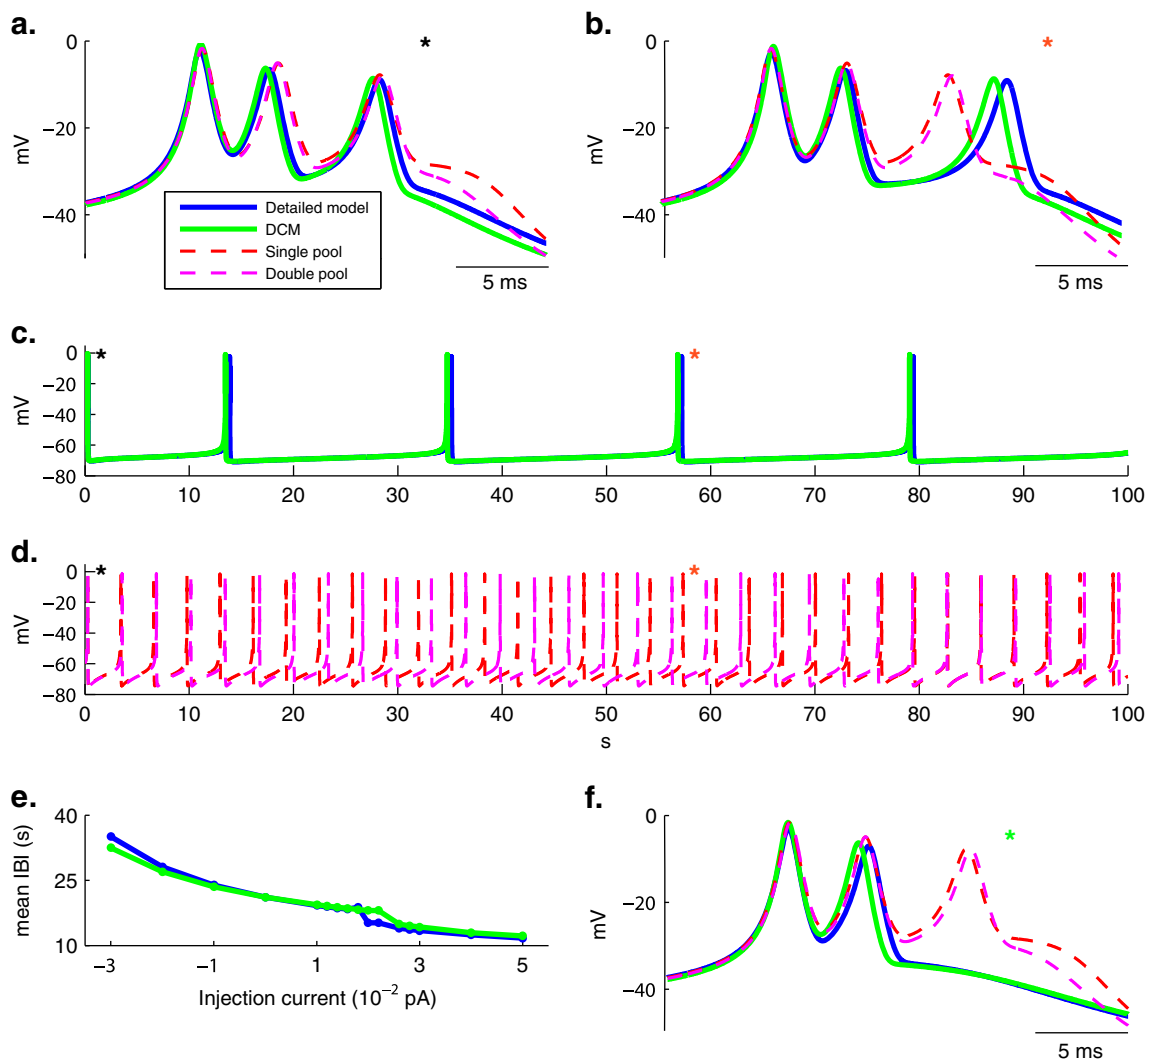 a.
*
0
−20
−40
mV
Detailed model
DCM
Single pool
Double pool
5 ms
b.
*
0
−20
−40
mV
5 ms
c.
* *
0
−20
−40
−60
−80
mV
0 10 20 30 40 50 60 70 80 90 100
d.
* *
0
−20
−40
−60
−80
mV
0 10 20 30 40 50 60 70 80 90 100
s
e.
40
25
10
mean IBI (s)
−3 −1 1 3 5
Injection current (10⁻² pA)
f.
*
0
−20
−40
mV
5 ms